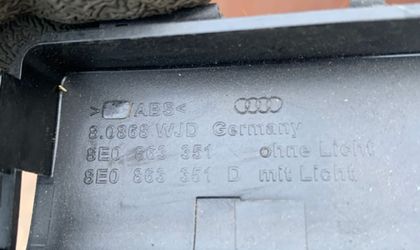 /ABS<
8.0868 WJD Germany
8E0 863 351 ohne Licht
8E0 863 351 D mit Licht